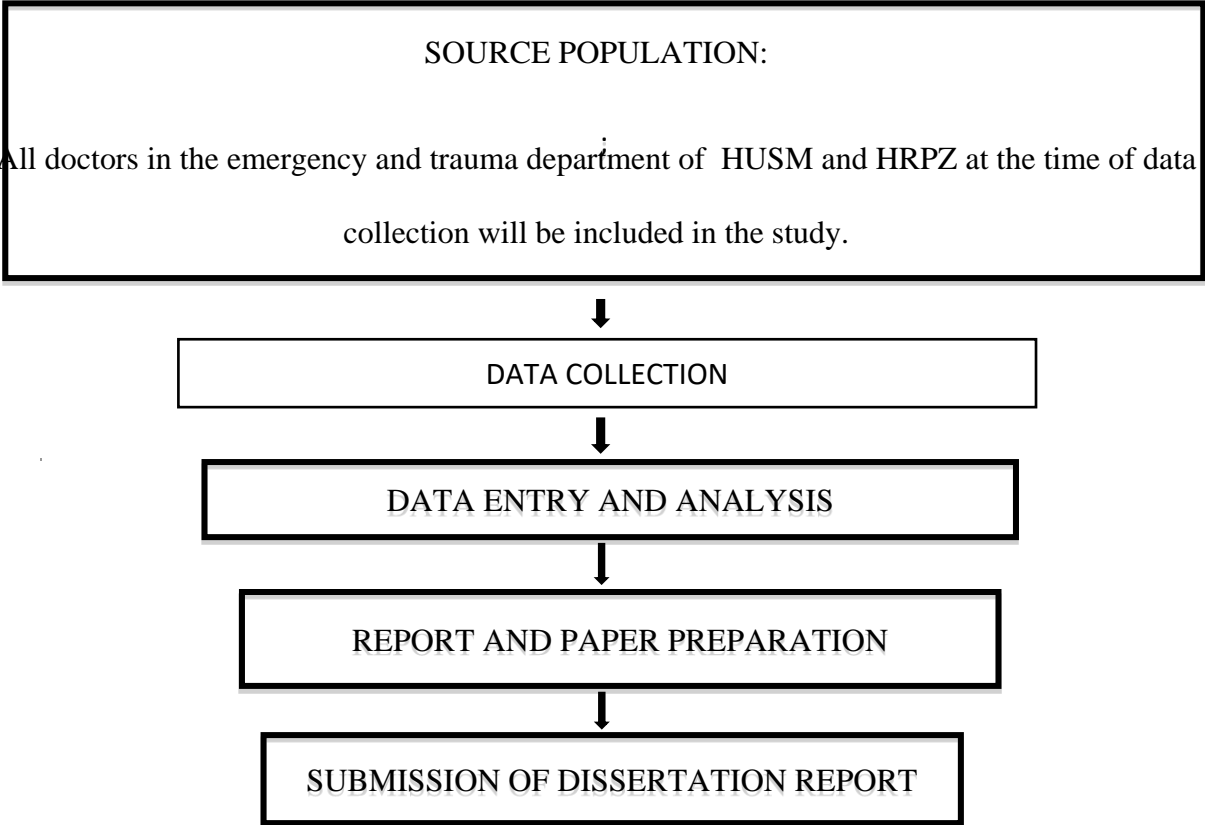 SOURCE POPULATION:
;
All doctors in the emergency and trauma department of HUSM and HRPZ at the time of data
collection will be included in the study.
DATA COLLECTION
DATA ENTRY AND ANALYSIS
REPORT AND PAPER PREPARATION
SUBMISSION OF DISSERTATION REPORT